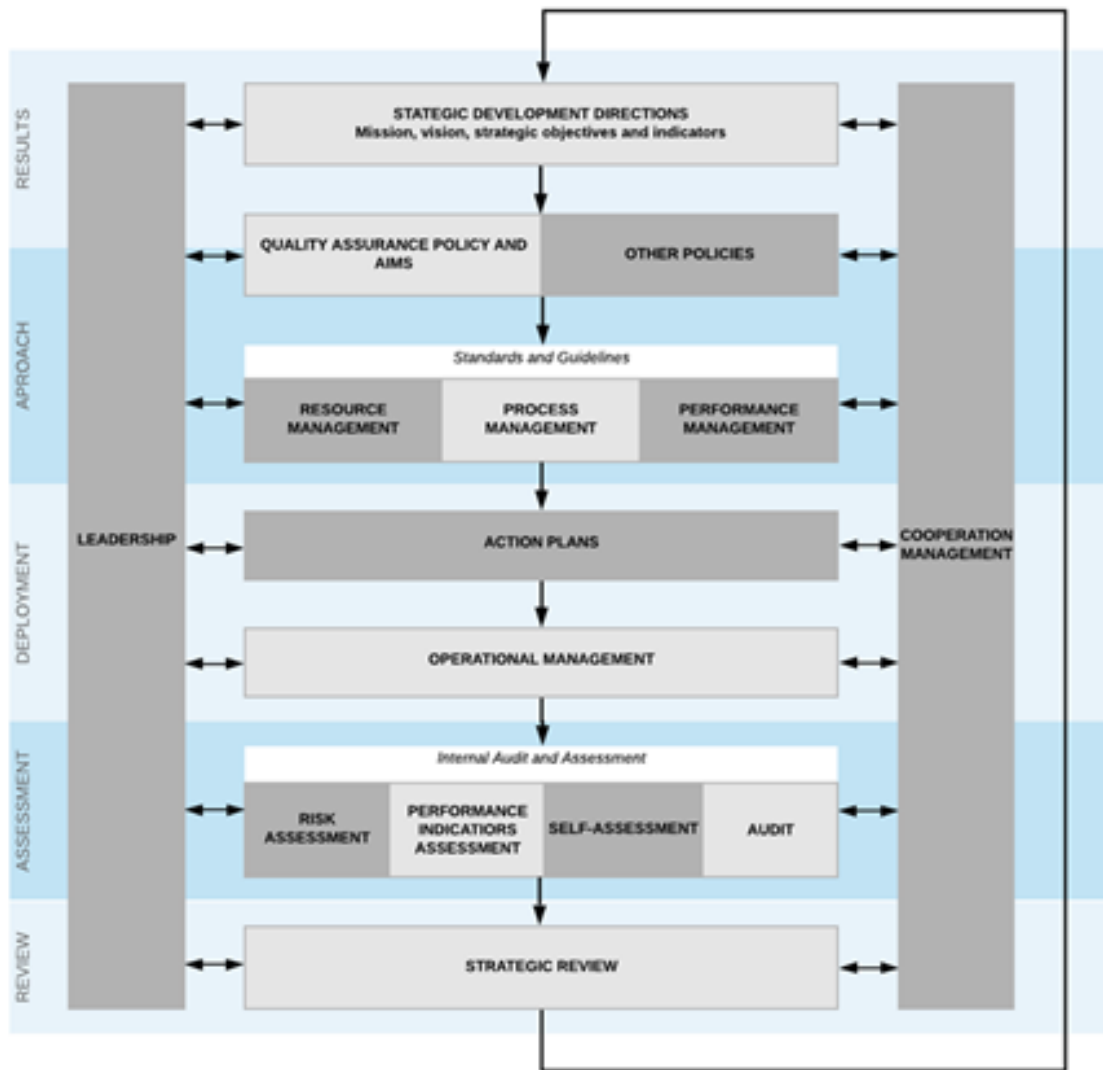 RESULTS
STATEGIC DEVELOPMENT DIRECTIONS
Mission, vision, strategic objectives and indicators
QUALITY ASSURANCE POLICY AND
AIMS
OTHER POLICIES
APROACH
Standards and Guidelines
RESOURCE
MANAGEMENT
PROCESS
MANAGEMENT
PERFORMANCE
MANAGEMENT
LEADERSHIP
COOPERATION
MANAGEMENT
DEPLOYMENT
ACTION PLANS
OPERATIONAL MANAGEMENT
ASSESSMENT
Internal Audit and Assessment
RISK
ASSESSMENT
PERFORMANCE
INDICATIORS
ASSESSMENT
SELF-ASSESSMENT
AUDIT
REVIEW
STRATEGIC REVIEW